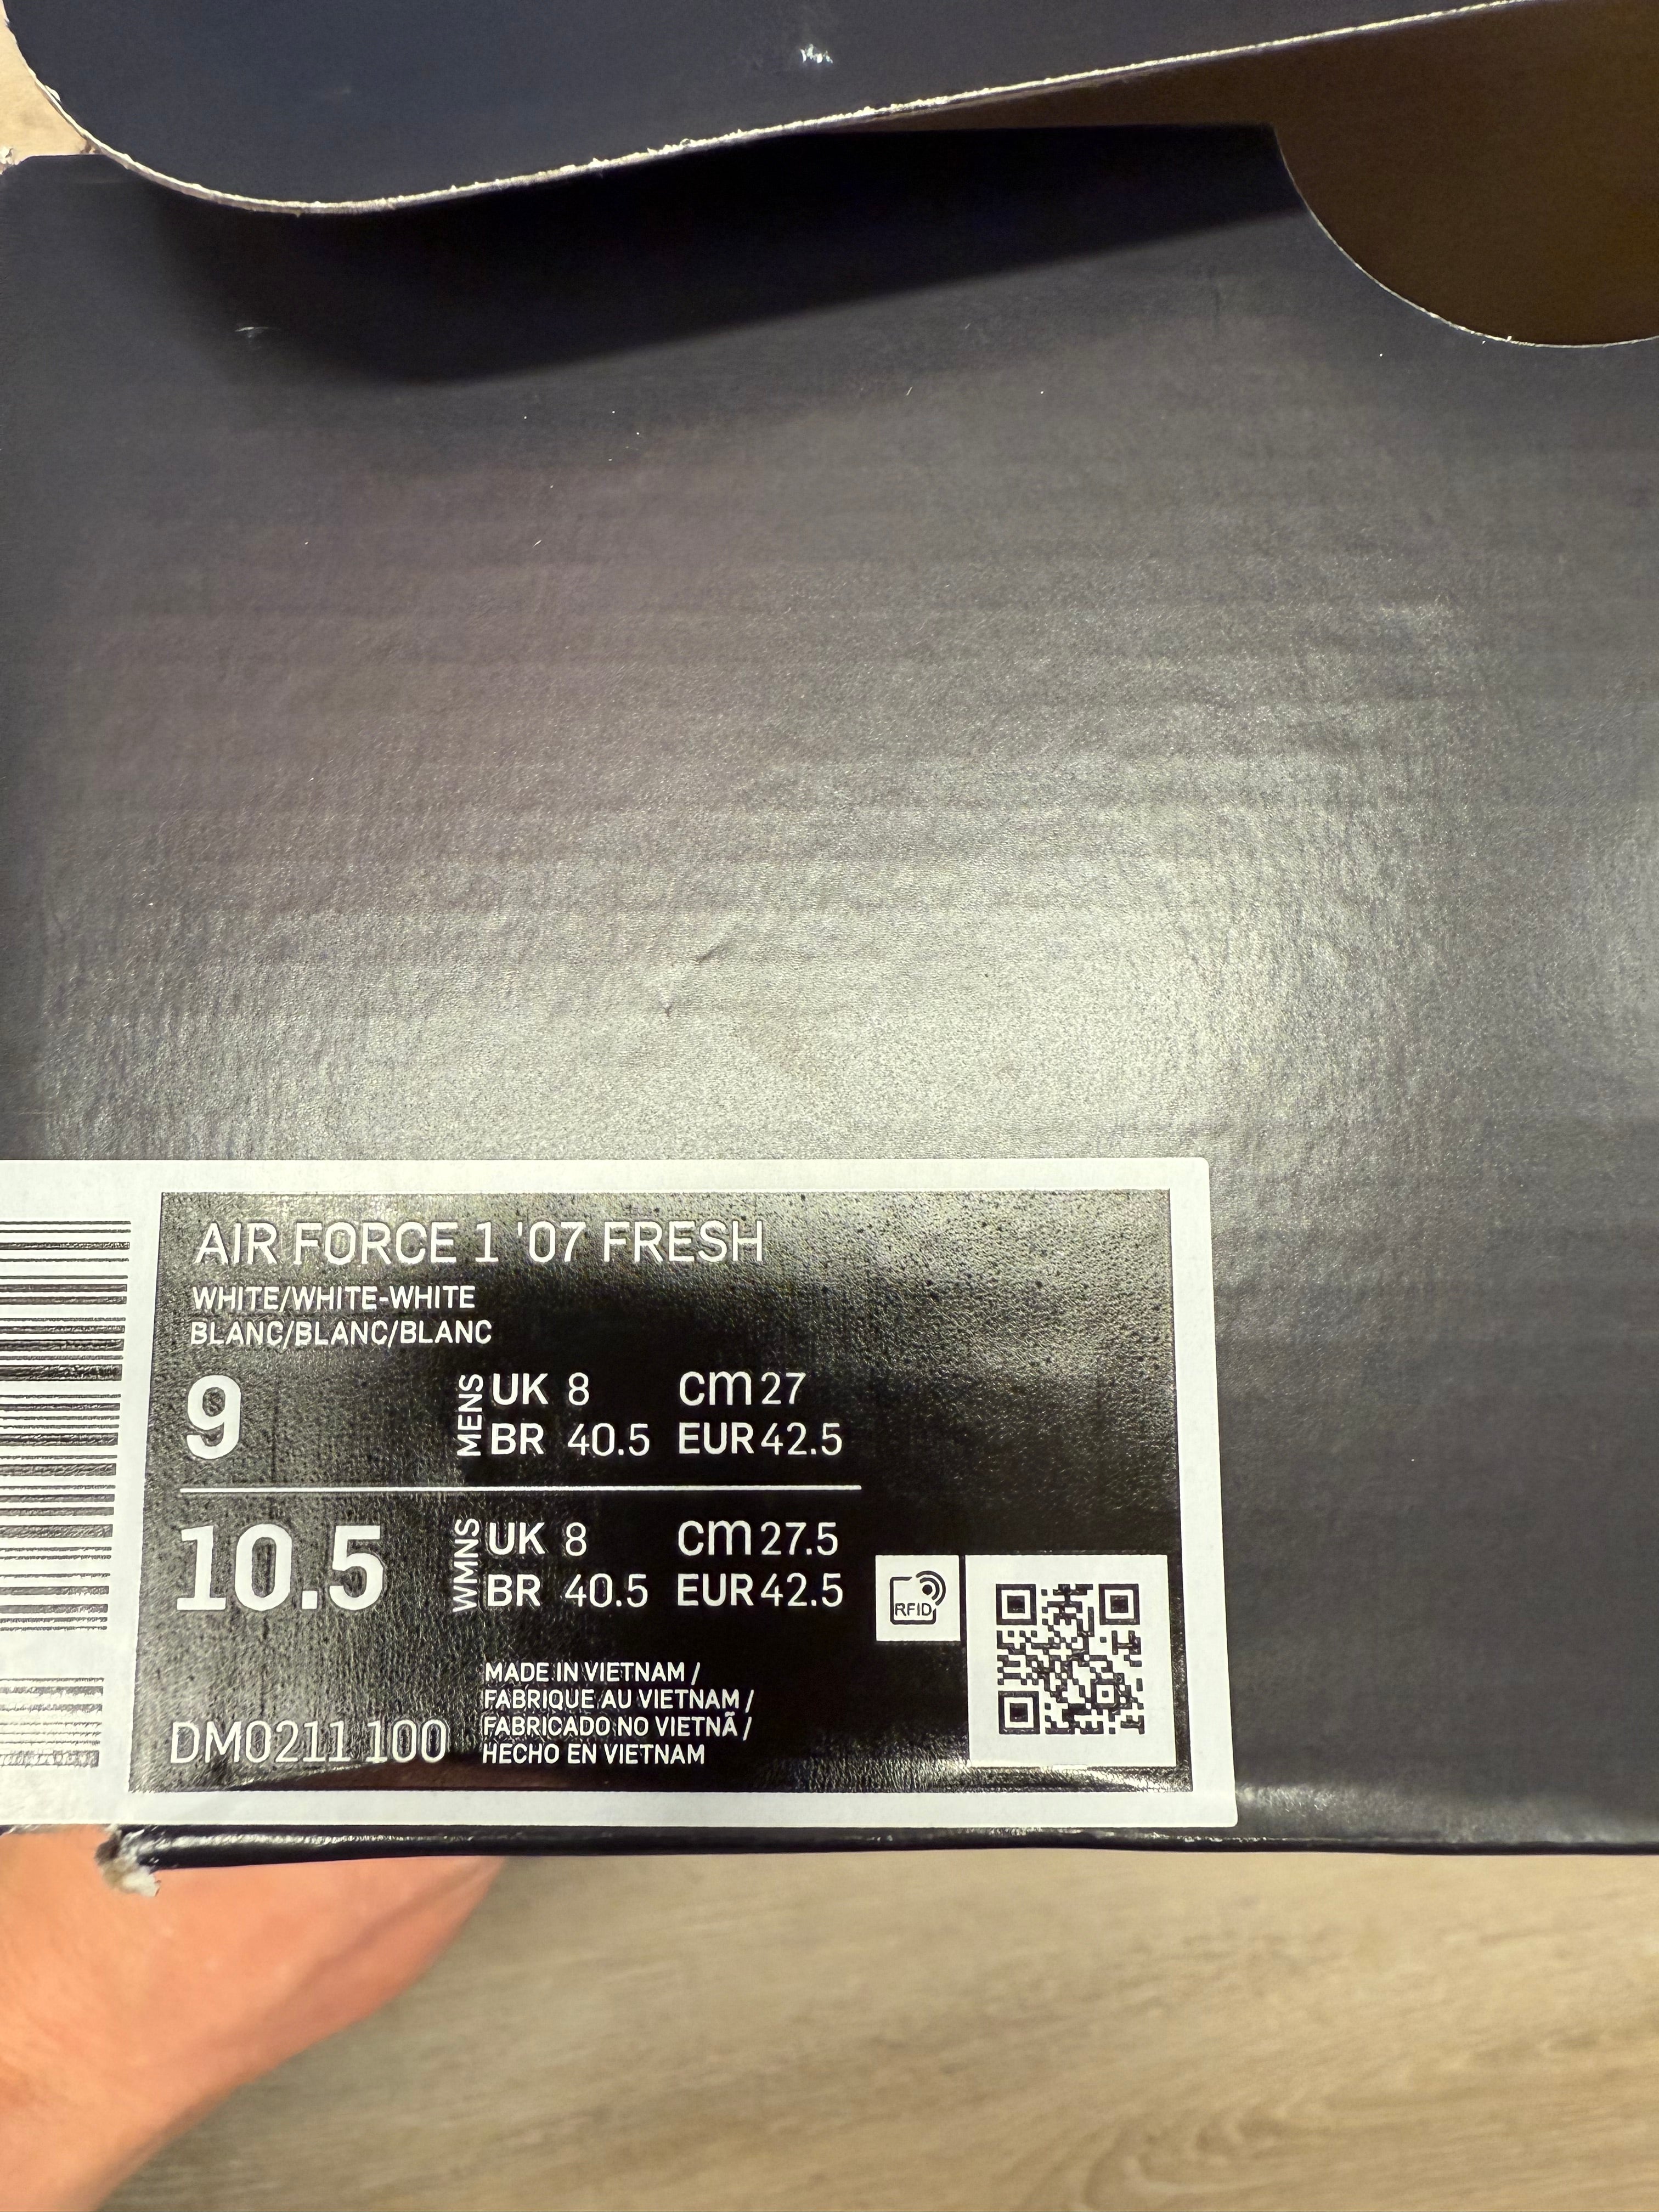 AIR FORCE 1 '07 FRESH
WHITE/WHITE-WHITE
BLANC/BLANC/BLANC
9 MENS UK 8 CM 27
BR 40.5 EUR 42.5
10.5 WMNS UK 8 CM 27.5
BR 40.5 EUR 42.5
RFID
MADE IN VIETNAM /
FABRIQUE AU VIETNAM /
FABRICADO NO VIETNÃ /
HECHO EN VIETNAM
DM0211 100